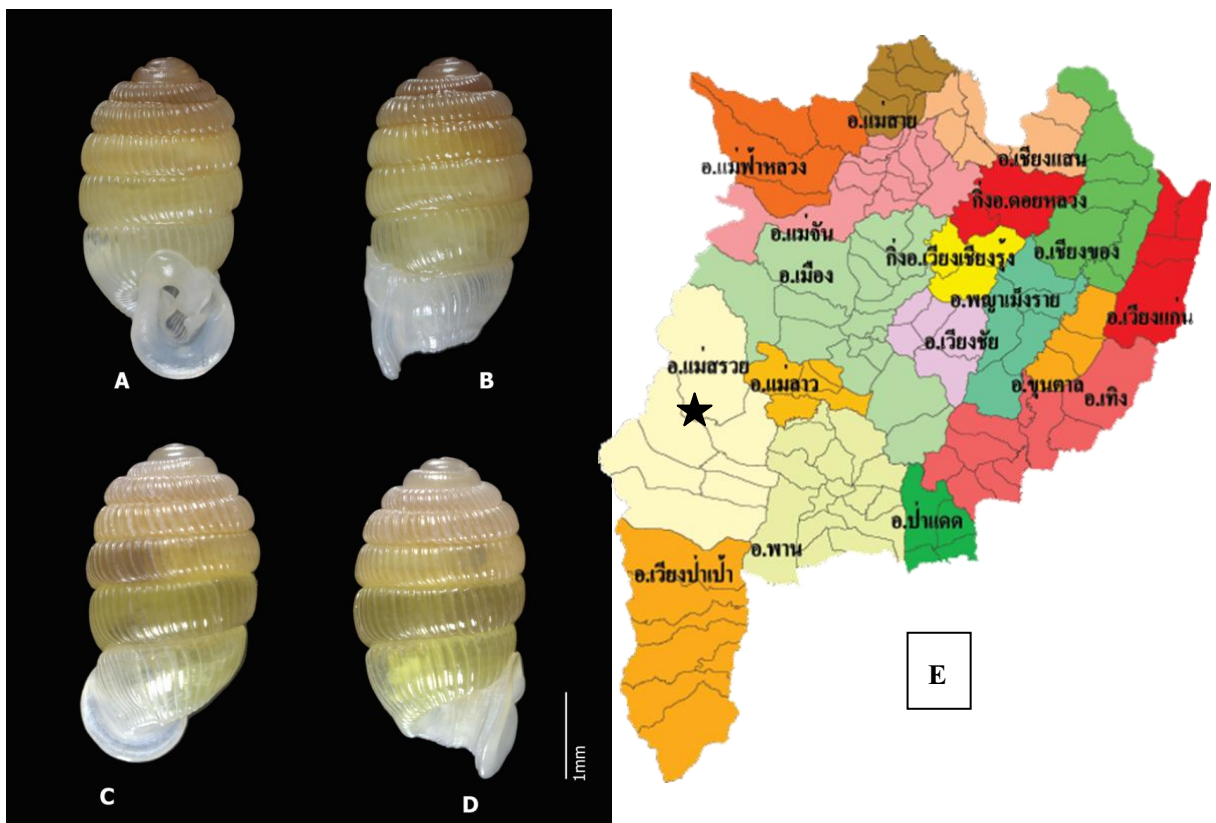 A
B
C
D
1mm
อ.แม่สาย
อ.เชียงแสน
อ.แม่ฟ้าหลวง
กิ่งอ.ดอยหลวง
อ.แม่จัน
กิ่งอ.เวียงเชียงรุ้ง
อ.เชียงของ
อ.เมือง
อ.พญาเม็งราย
อ.เวียงแก่น
อ.เวียงชัย
อ.แม่สรวย
อ.แม่ลาว
อ.ขุนตาล
อ.เทิง
อ.ป่าแดด
อ.พาน
อ.เวียงป่าเป้า
E